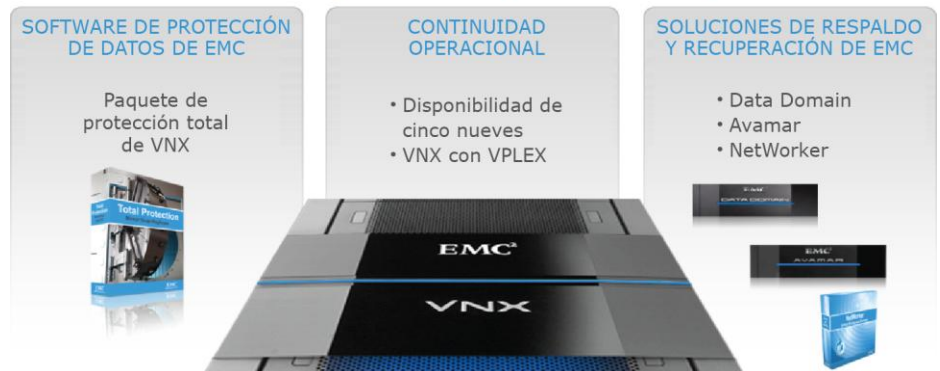 SOFTWARE DE PROTECCIÓN
DE DATOS DE EMC
Paquete de
protección total
de VNX
Total Protection
EMC
CONTINUIDAD
OPERACIONAL
• Disponibilidad de
cinco nueves
• VNX con VPLEX
EMC²
VNX
SOLUCIONES DE RESPALDO
Y RECUPERACIÓN DE EMC
• Data Domain
• Avamar
• NetWorker
EMC²
DATA DOMAIN
EMC²
AVAMAR